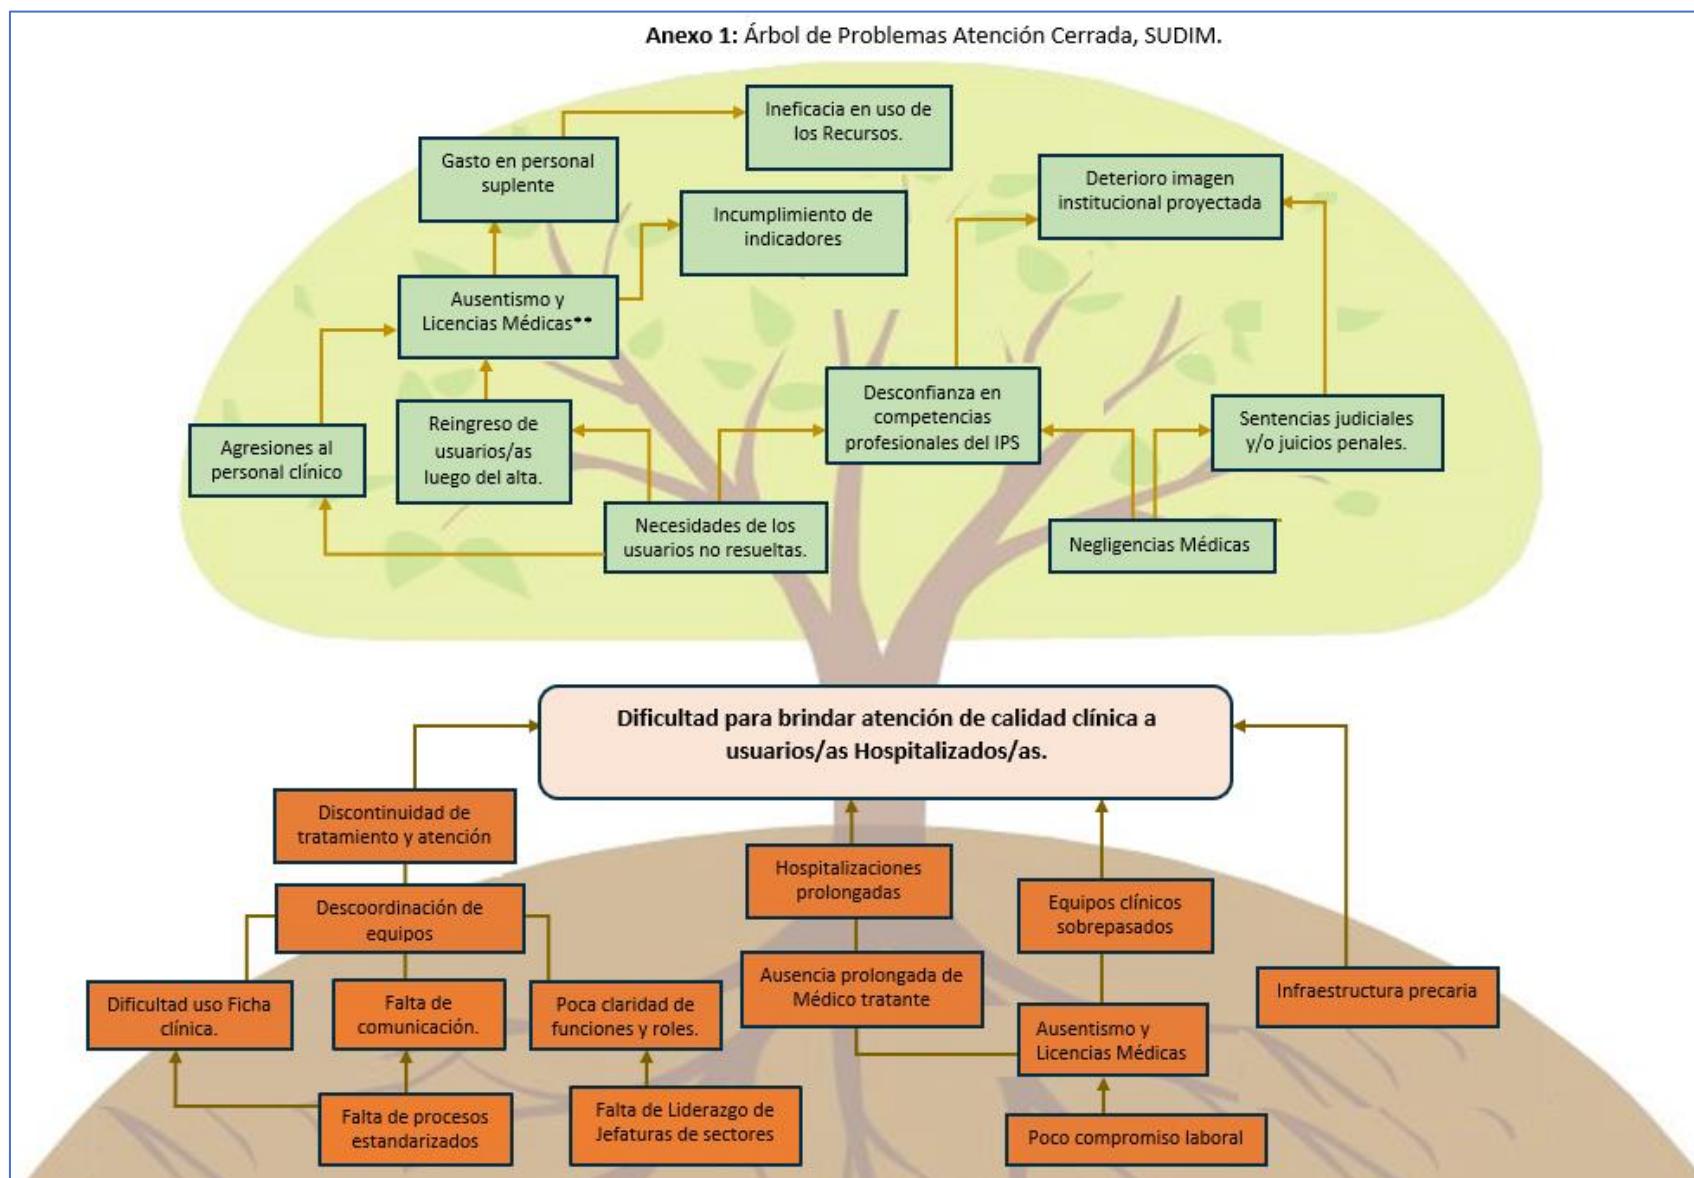 Anexo 1: Árbol de Problemas Atención Cerrada, SUDIM.
Ineficacia en uso de
los Recursos.
Gasto en personal
suplente
Deterioro imagen
institucional proyectada
Incumplimiento de
indicadores
Ausentismo y
Licencias Médicas**
Desconfianza en
competencias
profesionales del IPS
Sentencias judiciales
y/o juicios penales.
Reingreso de
usuarios/as
luego del alta.
Agresiones al
personal clínico
Necesidades de los
usuarios no resueltas.
Negligencias Médicas
Dificultad para brindar atención de calidad clínica a
usuarios/as Hospitalizados/as.
Discontinuidad de
tratamiento y atención
Hospitalizaciones
prolongadas
Descoordinación de
equipos
Equipos clínicos
sobrepasados
Ausencia prolongada de
Médico tratante
Infraestructura precaria
Dificultad uso Ficha
clínica.
Falta de
comunicación.
Poca claridad de
funciones y roles.
Ausentismo y
Licencias Médicas
Falta de procesos
estandarizados
Falta de Liderazgo de
Jefaturas de sectores
Poco compromiso laboral